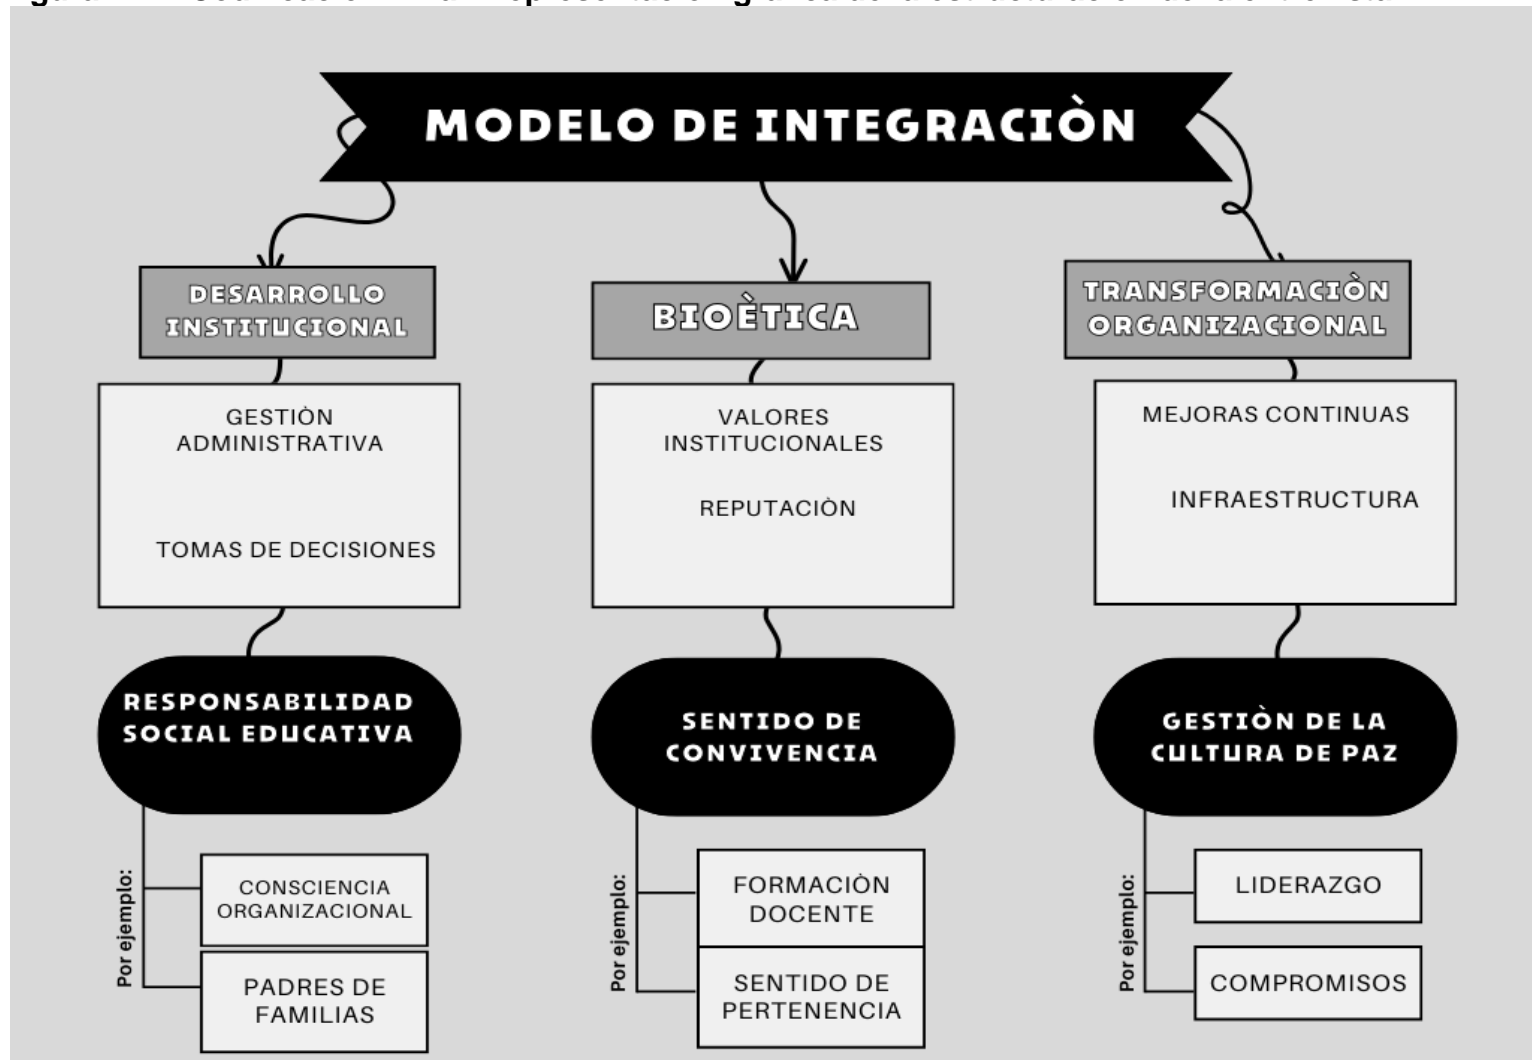 MODELO DE INTEGRACIÒN
DESARROLLO
INSTITUCIONAL
GESTIÒN
ADMINISTRATIVA
TOMAS DE DECISIONES
RESPONSABILIDAD
SOCIAL EDUCATIVA
Por ejemplo:
CONSCIENCIA
ORGANIZACIONAL
PADRES DE
FAMILIAS
BIOÈTICA
VALORES
INSTITUCIONALES
REPUTACIÒN
SENTIDO DE
CONVIVENCIA
Por ejemplo:
FORMACIÒN
DOCENTE
SENTIDO DE
PERTENENCIA
TRANSFORMACIÒN
ORGANIZACIONAL
MEJORAS CONTINUAS
INFRAESTRUCTURA
GESTIÒN DE LA
CULTURA DE PAZ
Por ejemplo:
LIDERAZGO
COMPROMISOS